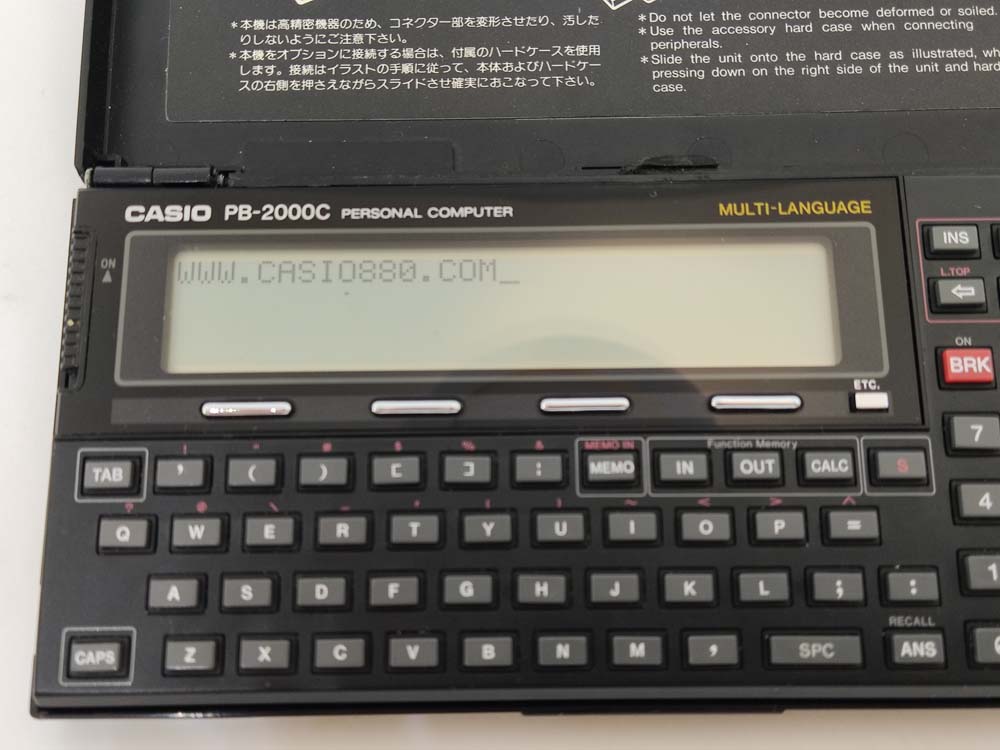 *本機は高精密機器のため、コネクター部を変形させたり、汚した
りしないようにご注意下さい。
*本機をオプションに接続する場合は、付属のハードケースを使用
します。接続はイラストの手順に従って、本体およびハードケー
スの右側を押さえながらスライドさせ確実におこなって下さい。
*Do not let the connector become deformed or soiled.
*Use the accessory hard case when connecting
peripherals.
*Slide the unit onto the hard case as illustrated, wh
pressing down on the right side of the unit and hard
case.
CASIO PB-2000C PERSONAL COMPUTER
MULTI-LANGUAGE
ON
WWW.CASIO880.COM_
ETC.
INS
L.TOP
ON
BRK
! " # $ % & MEMO IN Function Memory
TAB ' ( ) [ ] | MEMO IN OUT CALC S
7
? @ \ _ { } ~ < > ^
Q W E R T Y U I O P = 4
A S D F G H J K L ; : 1
RECALL
CAPS Z X C V B N M , SPC ANS